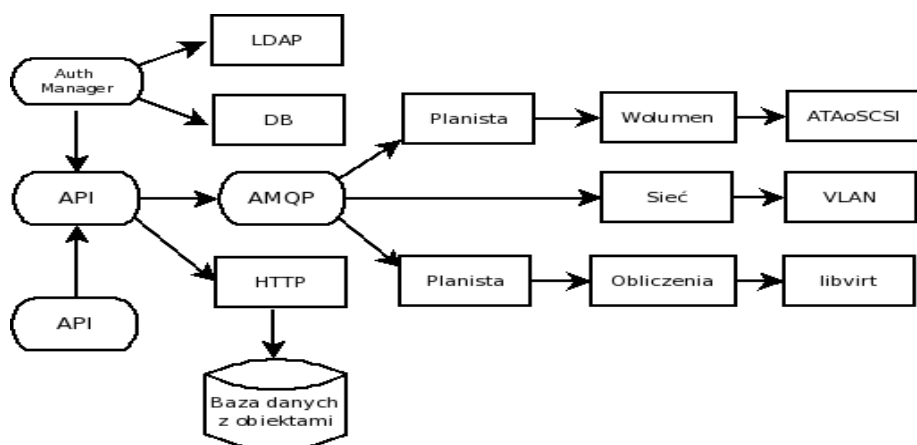 LDAP
Auth
Manager
DB
Planista
Wolumen
ATAoSCSI
API
AMQP
Sieć
VLAN
HTTP
Planista
Obliczenia
libvirt
API
Baza danych
z obiektami